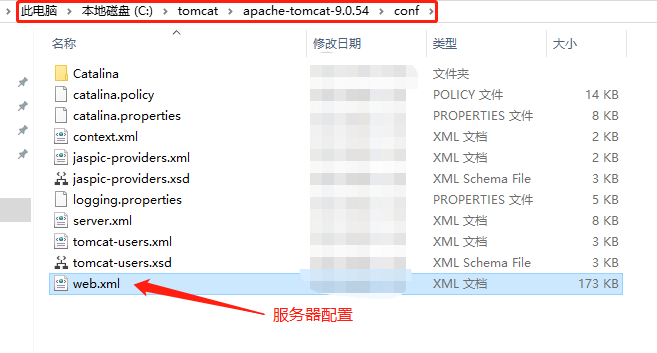 此电脑 > 本地磁盘 (C:) > tomcat > apache-tomcat-9.0.54 > conf >
名称 修改日期 类型 大小
Catalina 文件夹
catalina.policy POLICY 文件 14 KB
catalina.properties PROPERTIES 文件 8 KB
context.xml XML 文档 2 KB
jaspic-providers.xml XML 文档 2 KB
jaspic-providers.xsd XML Schema File 3 KB
logging.properties PROPERTIES 文件 5 KB
server.xml XML 文档 8 KB
tomcat-users.xml XML 文档 3 KB
tomcat-users.xsd XML Schema File 3 KB
web.xml XML 文档 173 KB
服务器配置